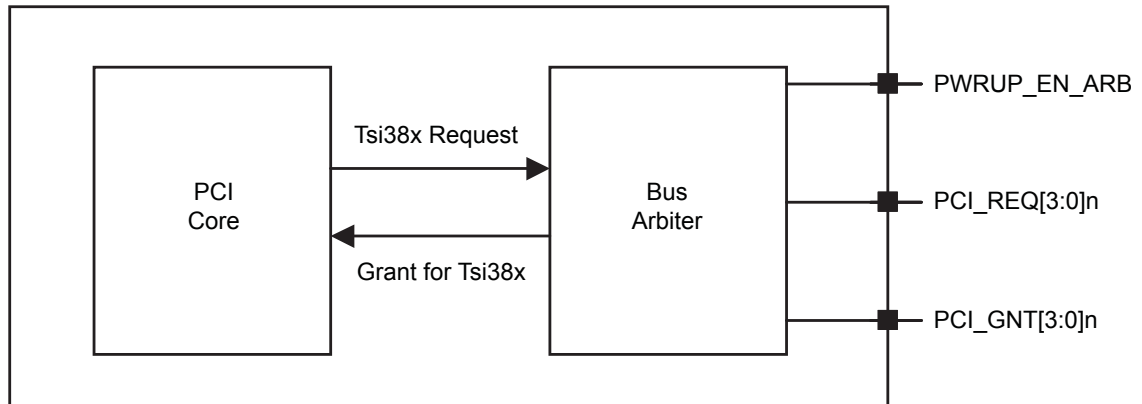 PWRUP_EN_ARB
Tsi38x Request
PCI
Core
Bus
Arbiter
PCI_REQ[3:0]n
Grant for Tsi38x
PCI_GNT[3:0]n